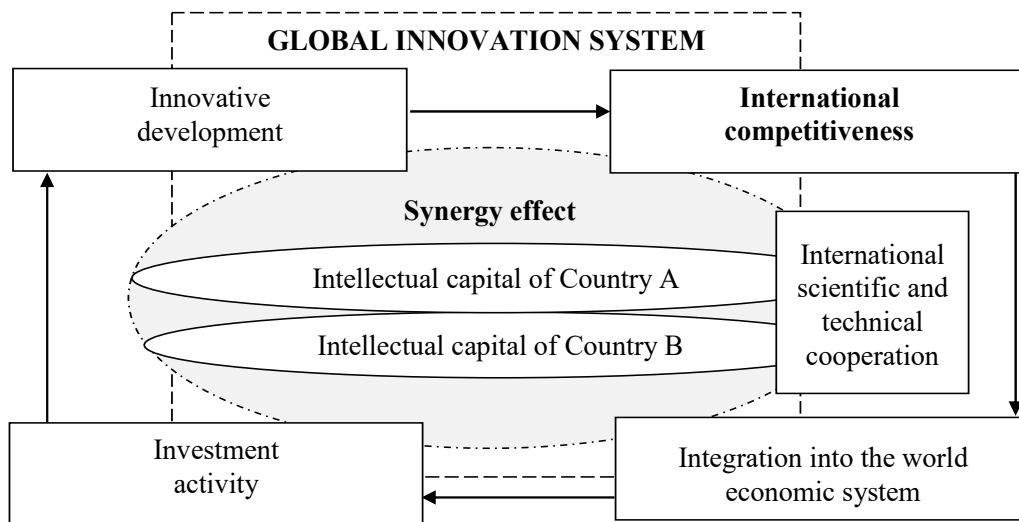 GLOBAL INNOVATION SYSTEM
Innovative
development
International
competitiveness
Synergy effect
Intellectual capital of Country A
Intellectual capital of Country B
International
scientific and
technical
cooperation
Investment
activity
Integration into the world
economic system